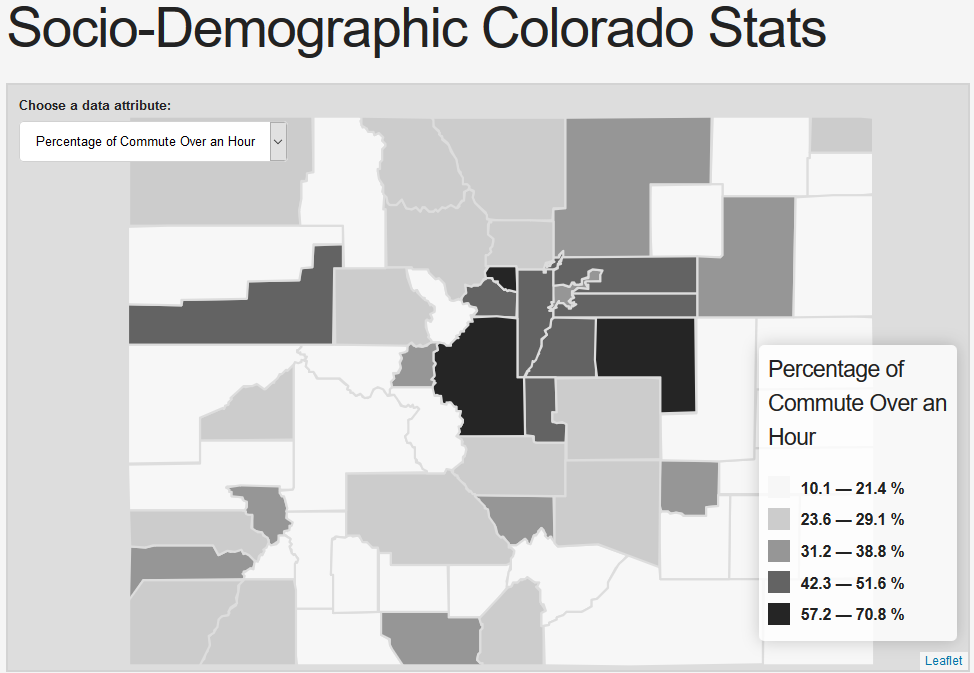 Socio-Demographic Colorado Stats
Choose a data attribute:
Percentage of Commute Over an Hour
Percentage of
Commute Over an
Hour
10.1 — 21.4 %
23.6 — 29.1 %
31.2 — 38.8 %
42.3 — 51.6 %
57.2 — 70.8 %
Leaflet